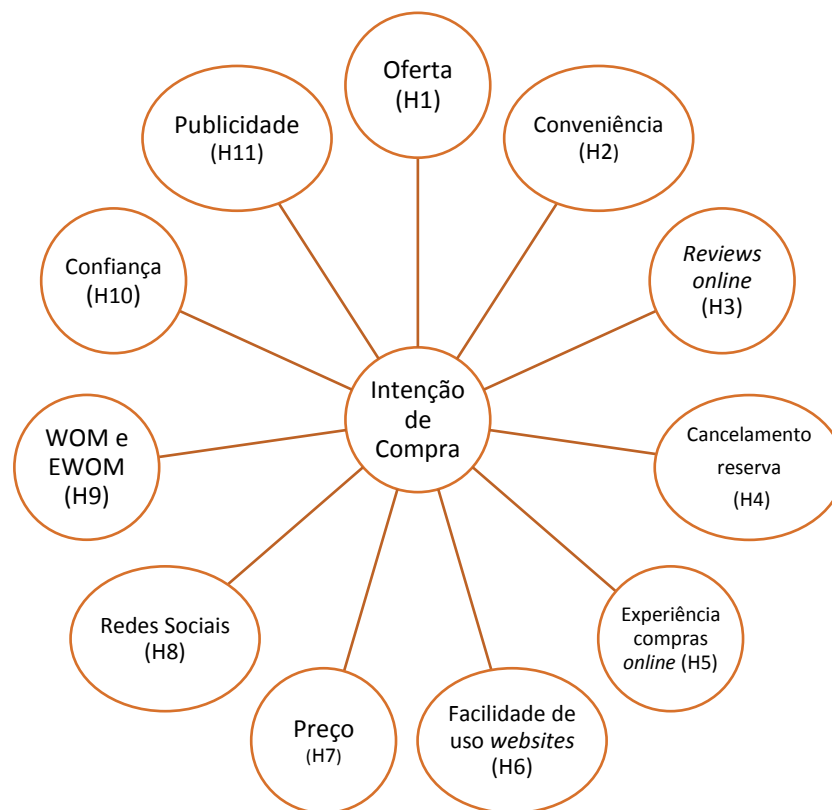 Oferta
(H1)
Conveniência
(H2)
Reviews
online
(H3)
Cancelamento
reserva
(H4)
Experiência
compras
online (H5)
Facilidade de
uso websites
(H6)
Preço
(H7)
Redes Sociais
(H8)
WOM e
EWOM
(H9)
Confiança
(H10)
Publicidade
(H11)
Intenção
de
Compra